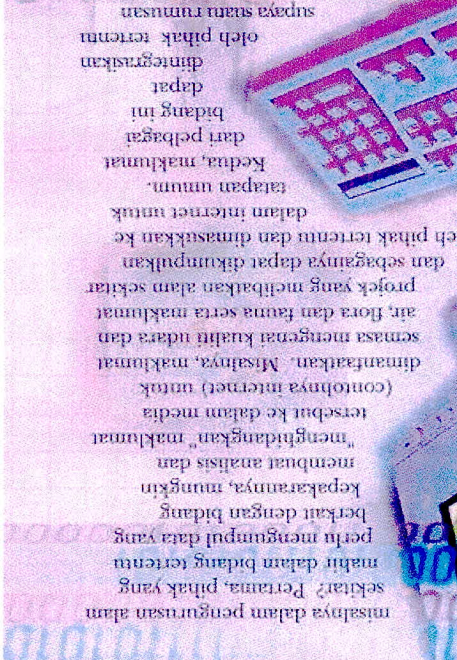 misalnya dalam pengurusan alam
sekitar? Pertama, pihak yang
mahir dalam bidang tertentu
perlu mengumpul data yang
berkait dengan bidang
kepakarannya, mungkin
membuat analisis dan
"menghidangkan" maklumat
tersebut ke dalam media
(contohnya internet) untuk
dimanfaatkan. Misalnya, maklumat
semasa mengenai kualiti udara dan
air, flora dan fauna serta maklumat
projek yang melibatkan alam sekitar
dan sebagainya dapat dikumpulkan
pihak tertentu dan dimasukkan ke
dalam internet untuk
tatapan umum.
Kedua, maklumat
dari pelbagai
bidang ini
dapat
dintegrasikan
oleh pihak tertentu
supaya suatu rumusan